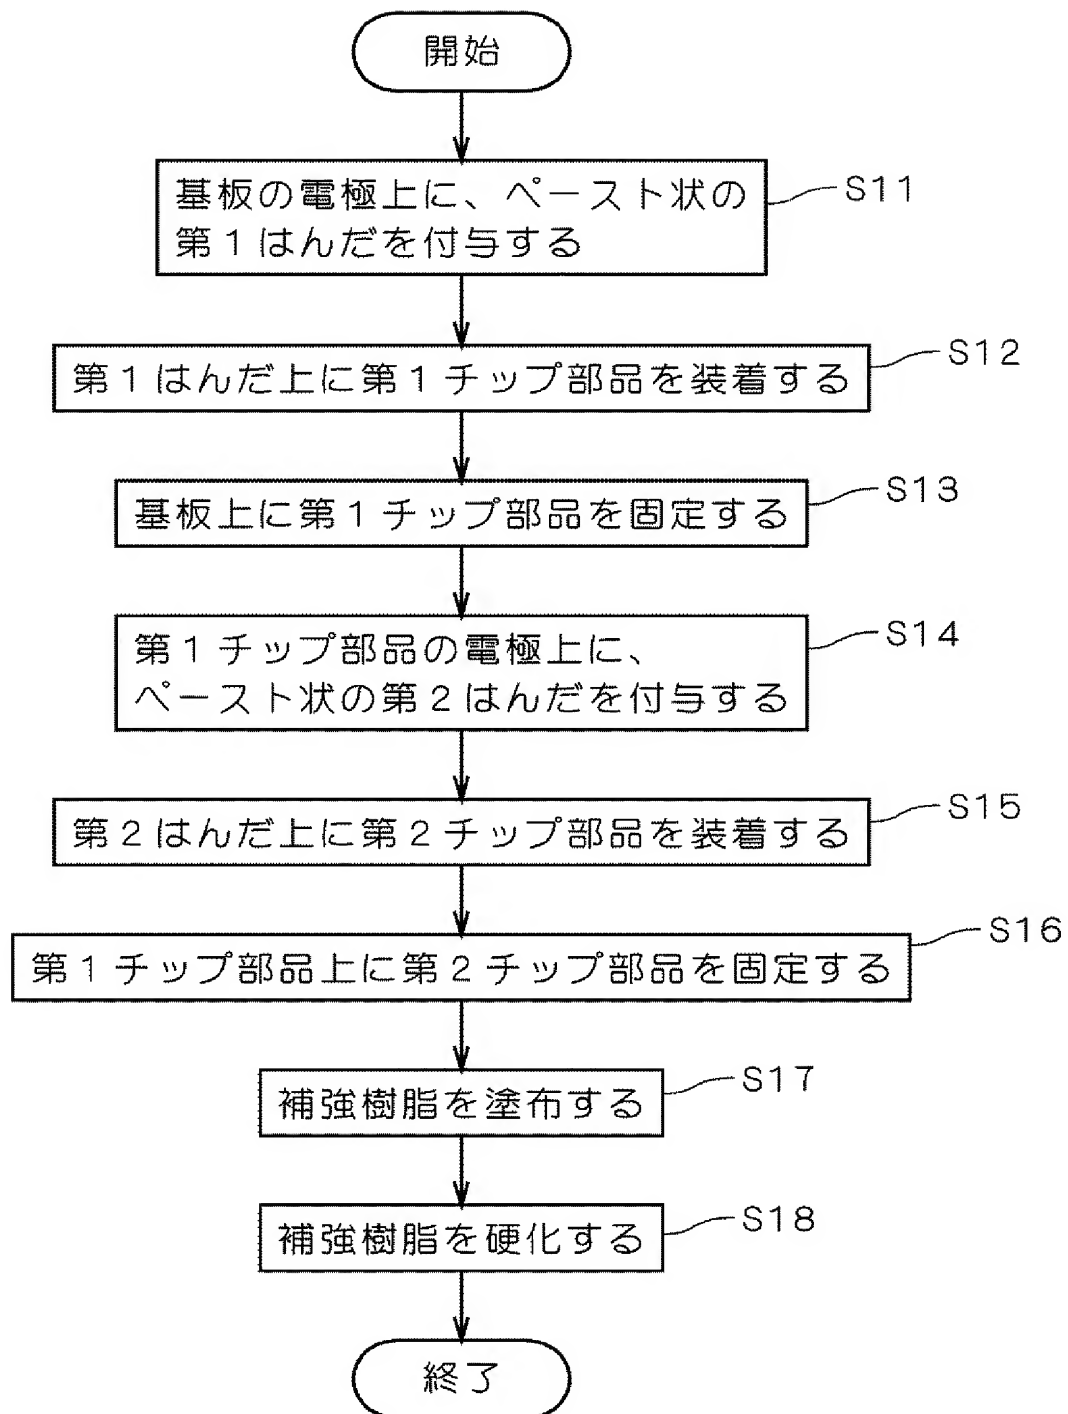 開始
基板の電極上に、ペースト状の
第1はんだを付与する
S11
第1はんだ上に第1チップ部品を装着する
S12
基板上に第1チップ部品を固定する
S13
第1チップ部品の電極上に、
ペースト状の第2はんだを付与する
S14
第2はんだ上に第2チップ部品を装着する
S15
第1チップ部品上に第2チップ部品を固定する
S16
補強樹脂を塗布する
S17
補強樹脂を硬化する
S18
終了